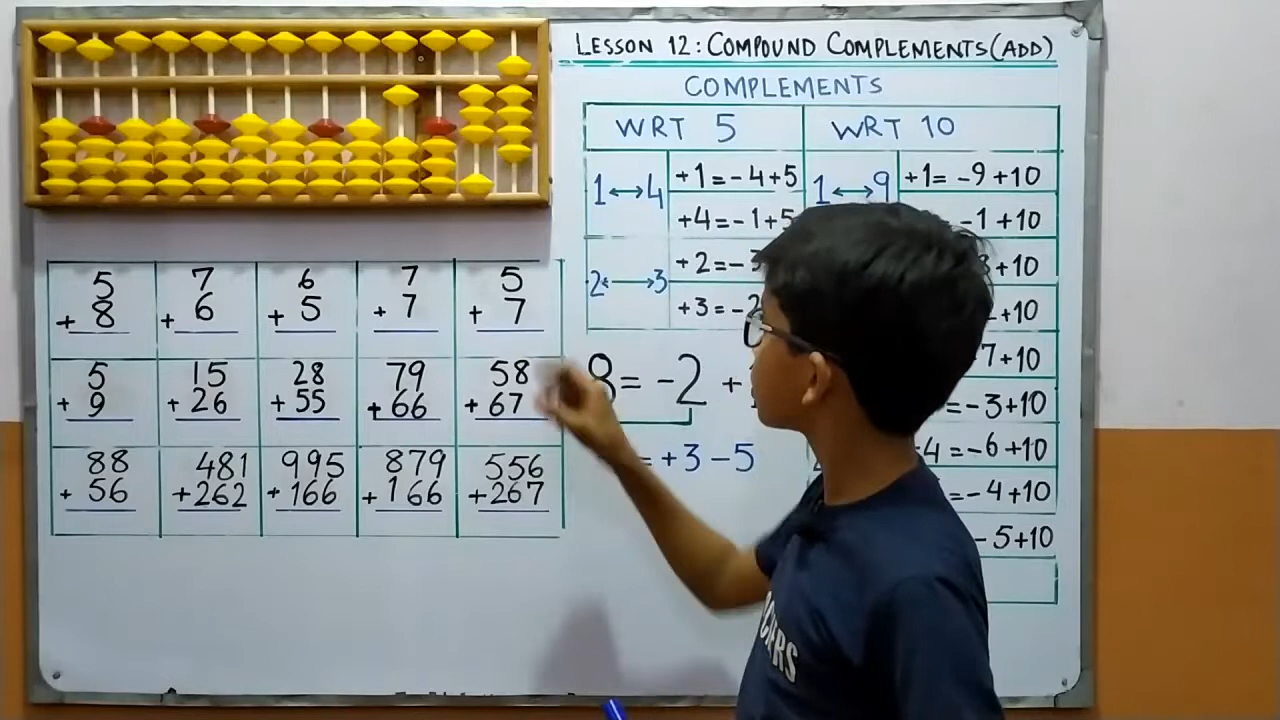 LESSON 12: COMPOUND COMPLEMENTS(ADD)
COMPLEMENTS
WRT 5 WRT 10
1↔4 +1=-4+5 1↔9 +1=-9+10
+4=-1+5 -1+10
2↔3 +2=- +10
+3=- +10
7+10
=-3+10
4=-6+10
=-4+10
-5+10
8=-2 +
=+3-5
5 7 6 7 5
+8 +6 +5 +7 +7
5 15 28 79 58
+9 +26 +55 +66 +67
88 481 995 879 556
+56 +262 +166 +166 +267